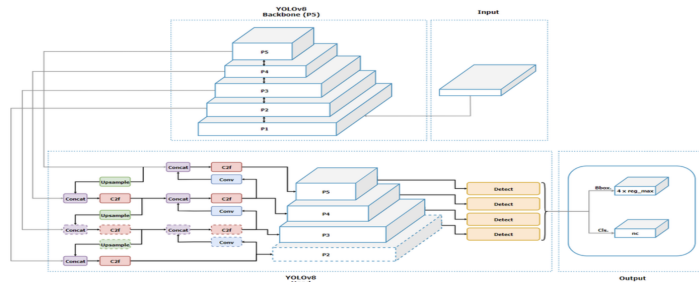 YOLOv8
Backbone (P5)
Input
P5
P4
P3
P2
P1
Concat
C2f
Upsample
Conv
Concat
C2f
Concat
C2f
Upsample
Conv
Concat
C2f
Concat
C2f
Upsample
Conv
Concat
C2f
P5
P4
P3
P2
Detect
Detect
Detect
Detect
Bbox.
4 x reg_max
Cls.
nc
YOLOv8
Output